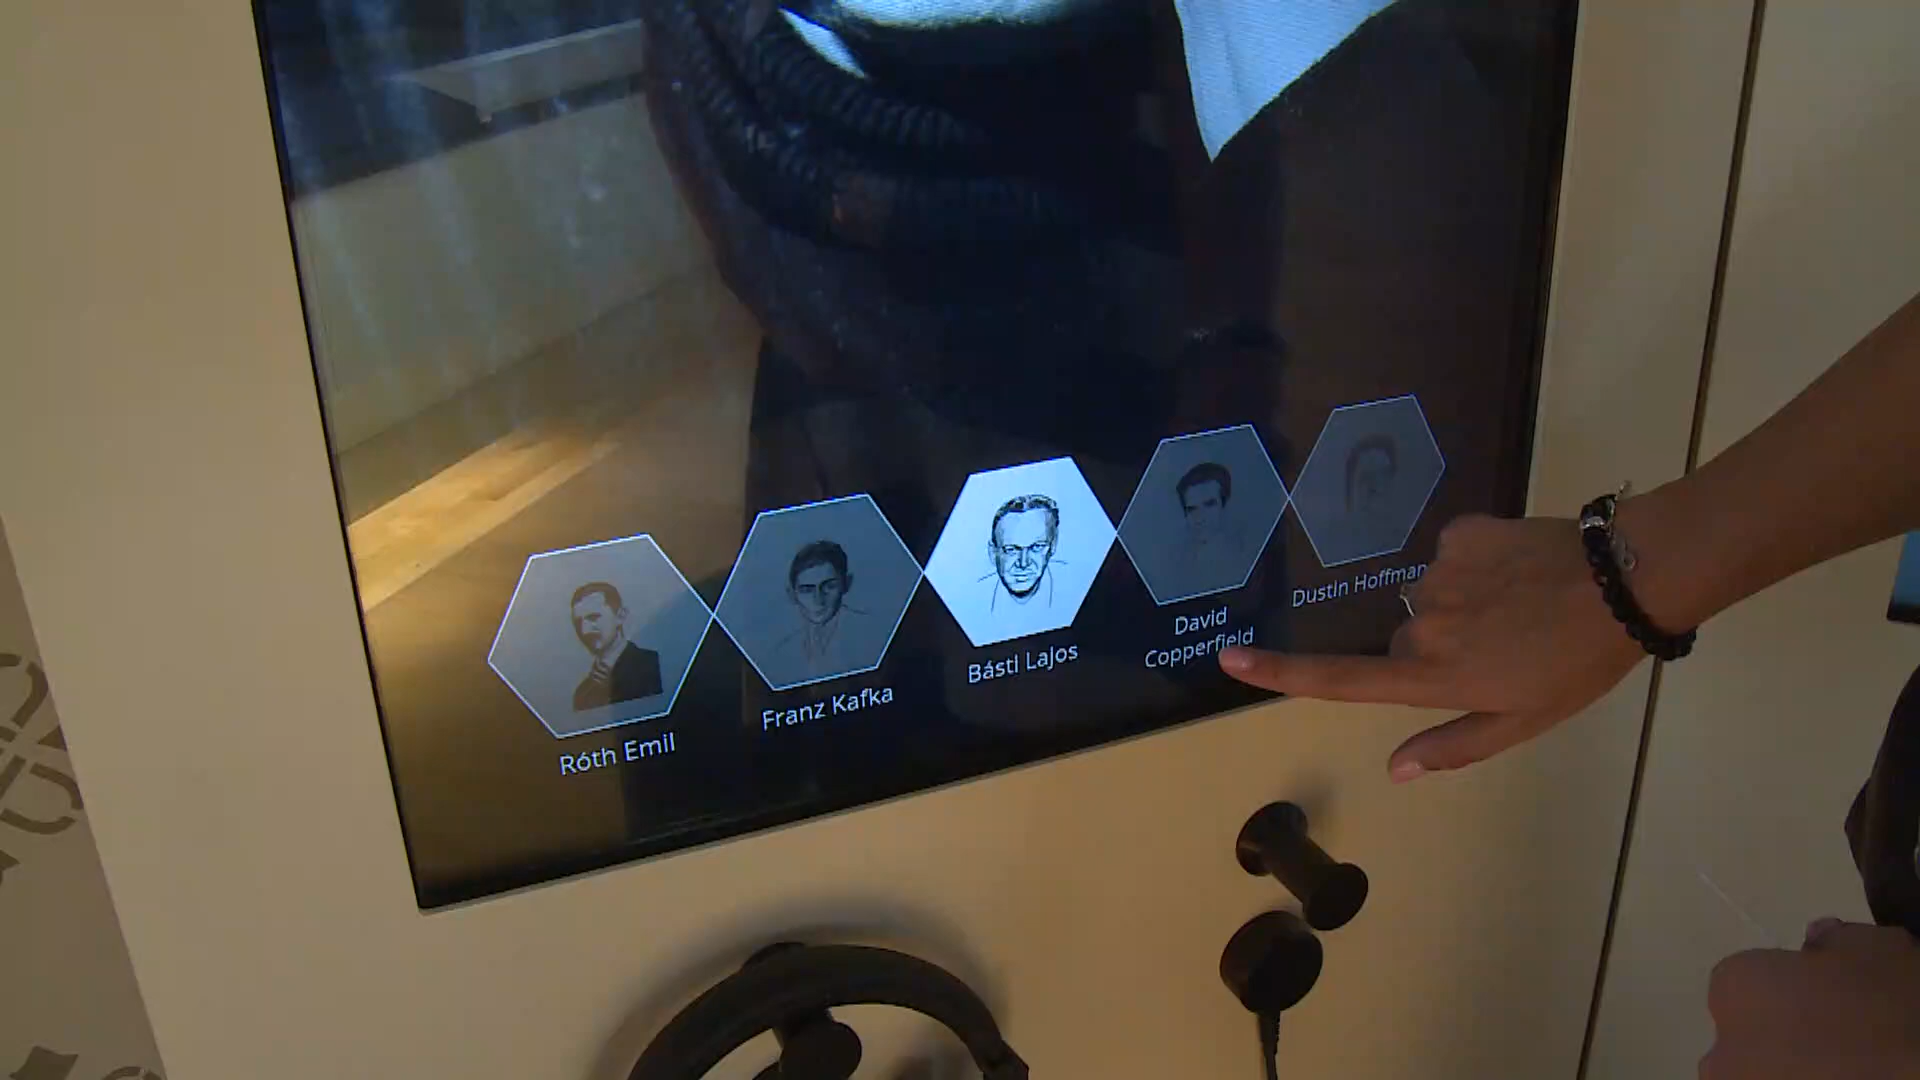 Róth Emil
Franz Kafka
Básti Lajos
David
Copperfield
Dustin Hoffman